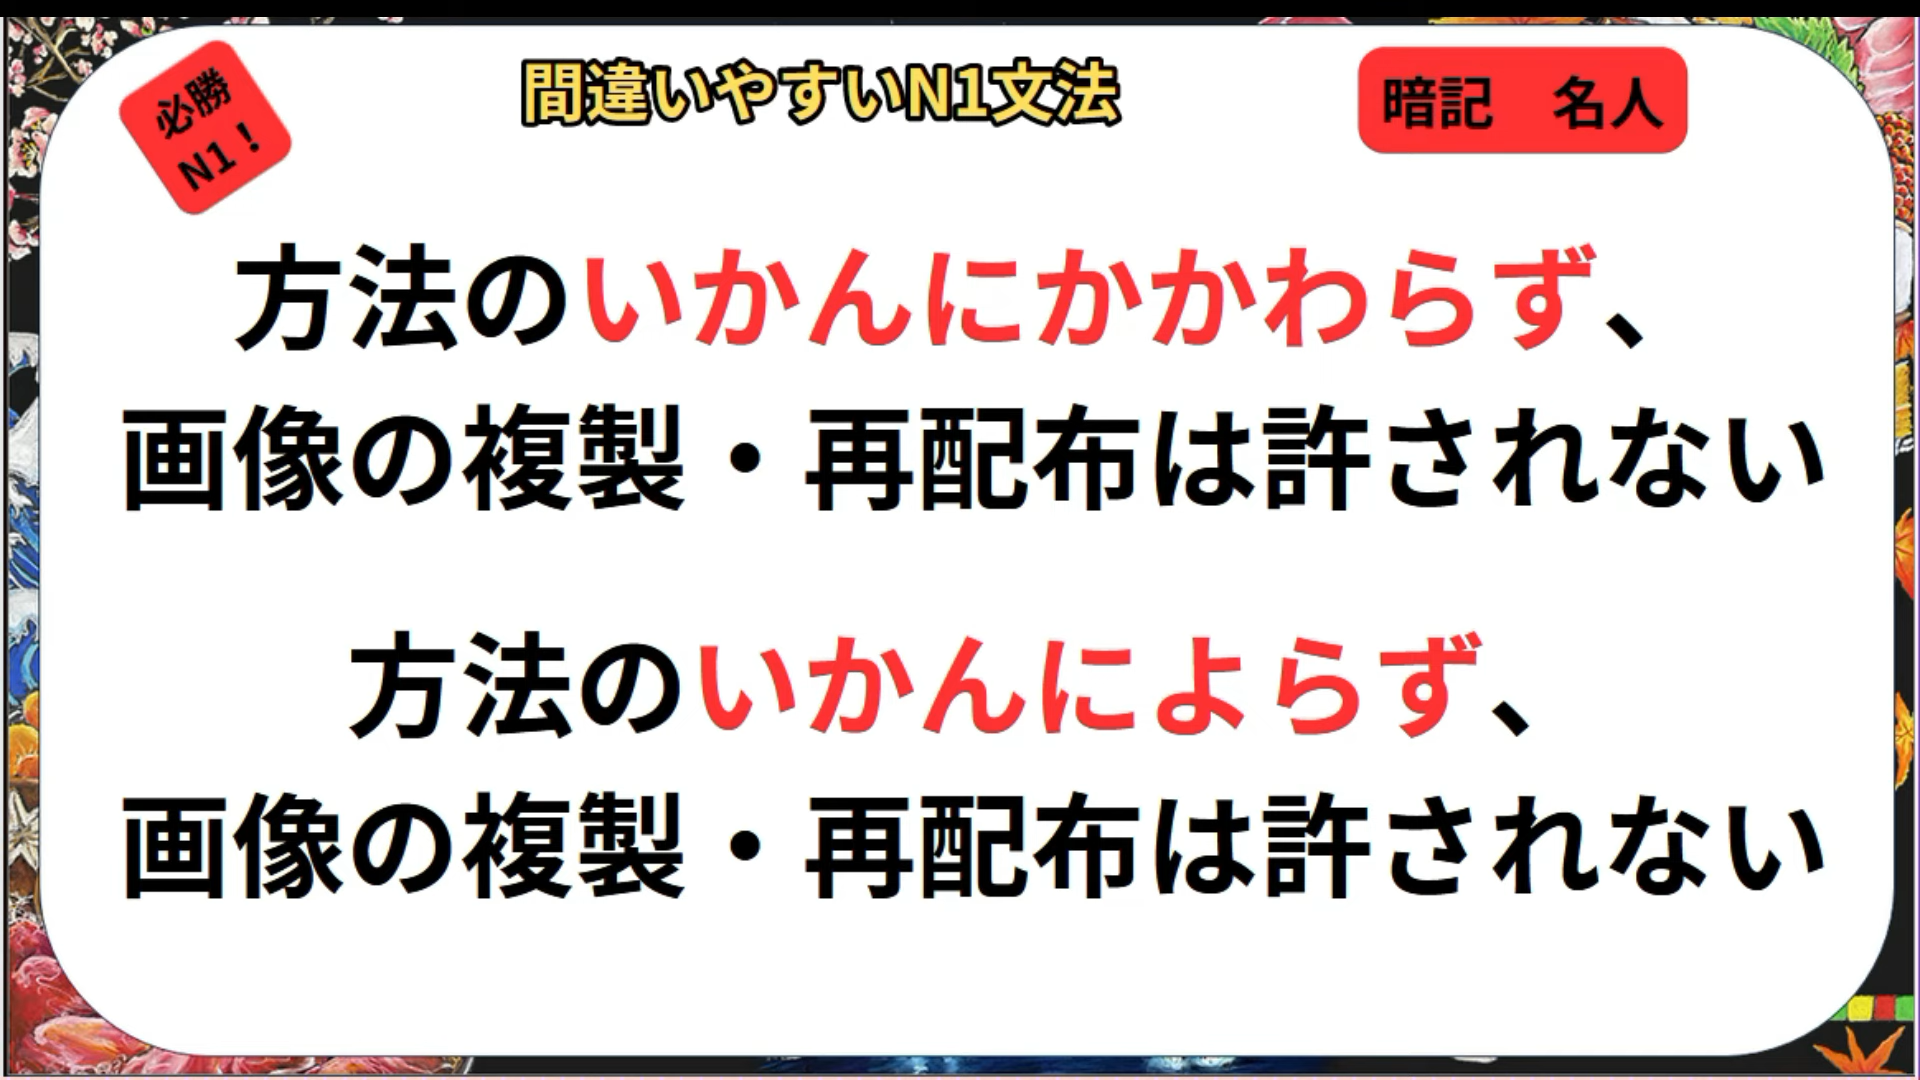 必勝
N1！
間違いやすいN1文法
暗記　名人
方法のいかんにかかわらず、
画像の複製・再配布は許されない
方法のいかんによらず、
画像の複製・再配布は許されない